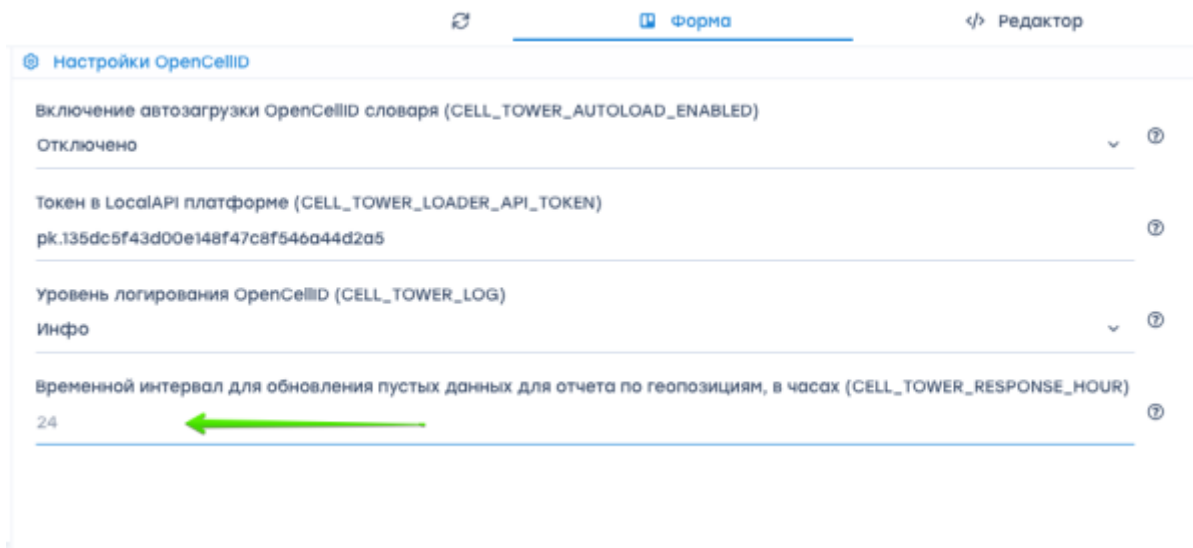 Форма
</> Редактор
Настройки OpenCellID
Включение автозагрузки OpenCellID словаря (CELL_TOWER_AUTOLOAD_ENABLED)
Отключено
Токен в LocalAPI платформе (CELL_TOWER_LOADER_API_TOKEN)
pk.135dc5f43d00e148f47c8f546a44d2a5
Уровень логирования OpenCellID (CELL_TOWER_LOG)
Инфо
Временной интервал для обновления пустых данных для отчета по геопозициям, в часах (CELL_TOWER_RESPONSE_HOUR)
24